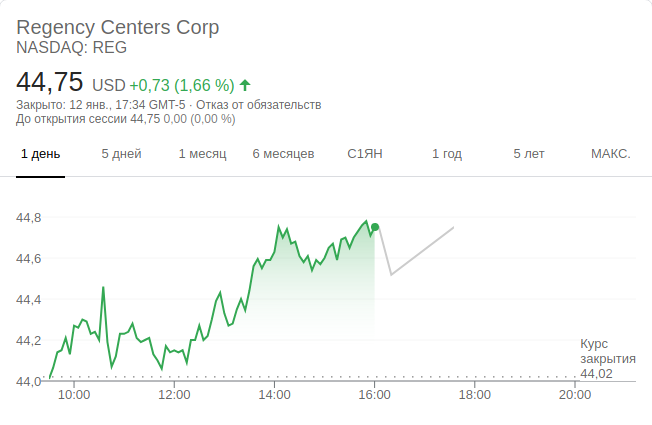 Regency Centers Corp
NASDAQ: REG
44,75 USD +0,73 (1,66 %)
Закрыто: 12 янв., 17:34 GMT-5 · Отказ от обязательств
До открытия сессии 44,75 0,00 (0,00 %)
1 день 5 дней 1 месяц 6 месяцев С1ЯН 1 год 5 лет МАКС.
44,8
44,6
44,4
44,2
44,0
Курс
закрытия
44,02
10:00 12:00 14:00 16:00 18:00 20:00